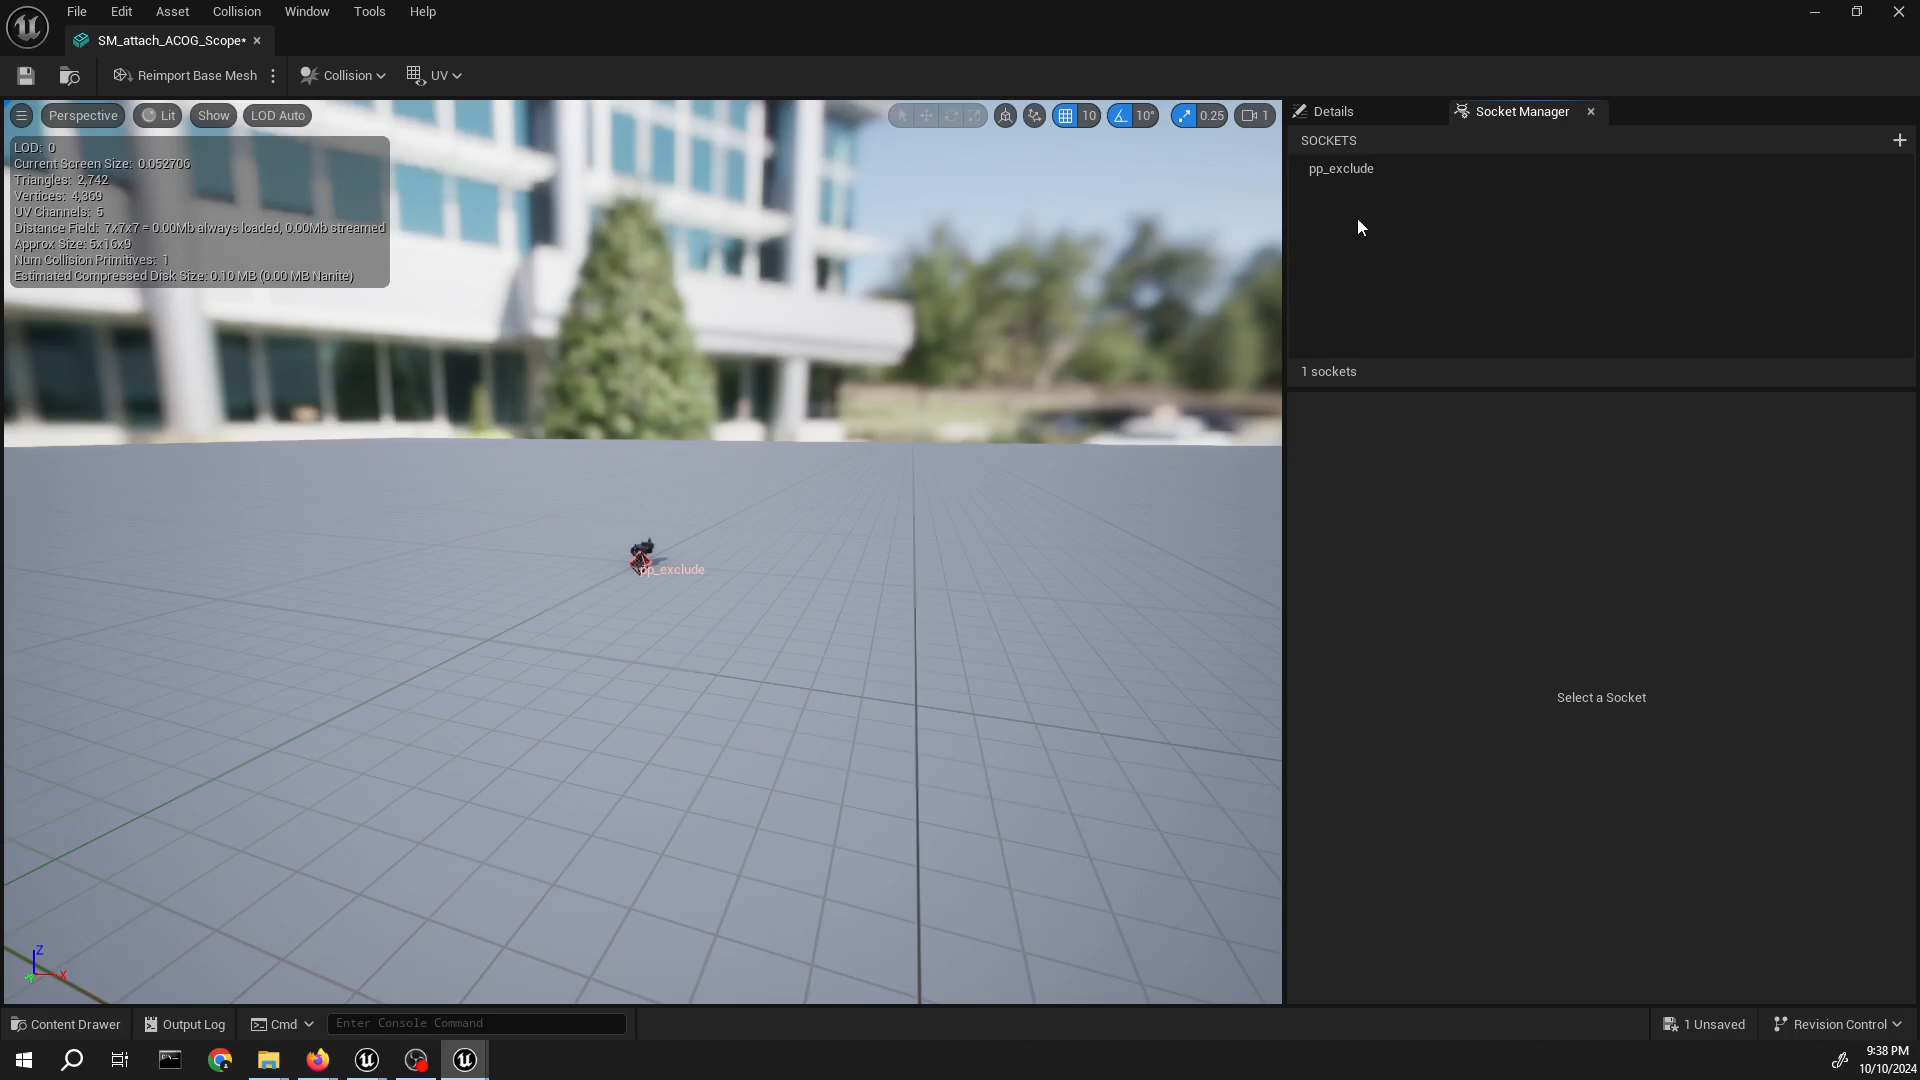 File Edit Asset Collision Window Tools Help
SM_attach_ACOG_Scope*
Reimport Base Mesh Collision UV
Perspective Lit Show LOD Auto 10 10° 0.25 1
LOD: 0
Current Screen Size: 0.052706
Triangles: 2,742
Vertices: 4,369
UV Channels: 5
Distance Field: 7x7x7 = 0.00Mb always loaded, 0.00Mb streamed
Approx Size: 5x16x9
Num Collision Primitives: 1
Estimated Compressed Disk Size: 0.10 MB (0.00 MB Nanite)
pp_exclude
Z
X
Y
Details Socket Manager
SOCKETS
pp_exclude
1 sockets
Select a Socket
Content Drawer Output Log Cmd Enter Console Command 1 Unsaved Revision Control
9:38 PM
10/10/2024